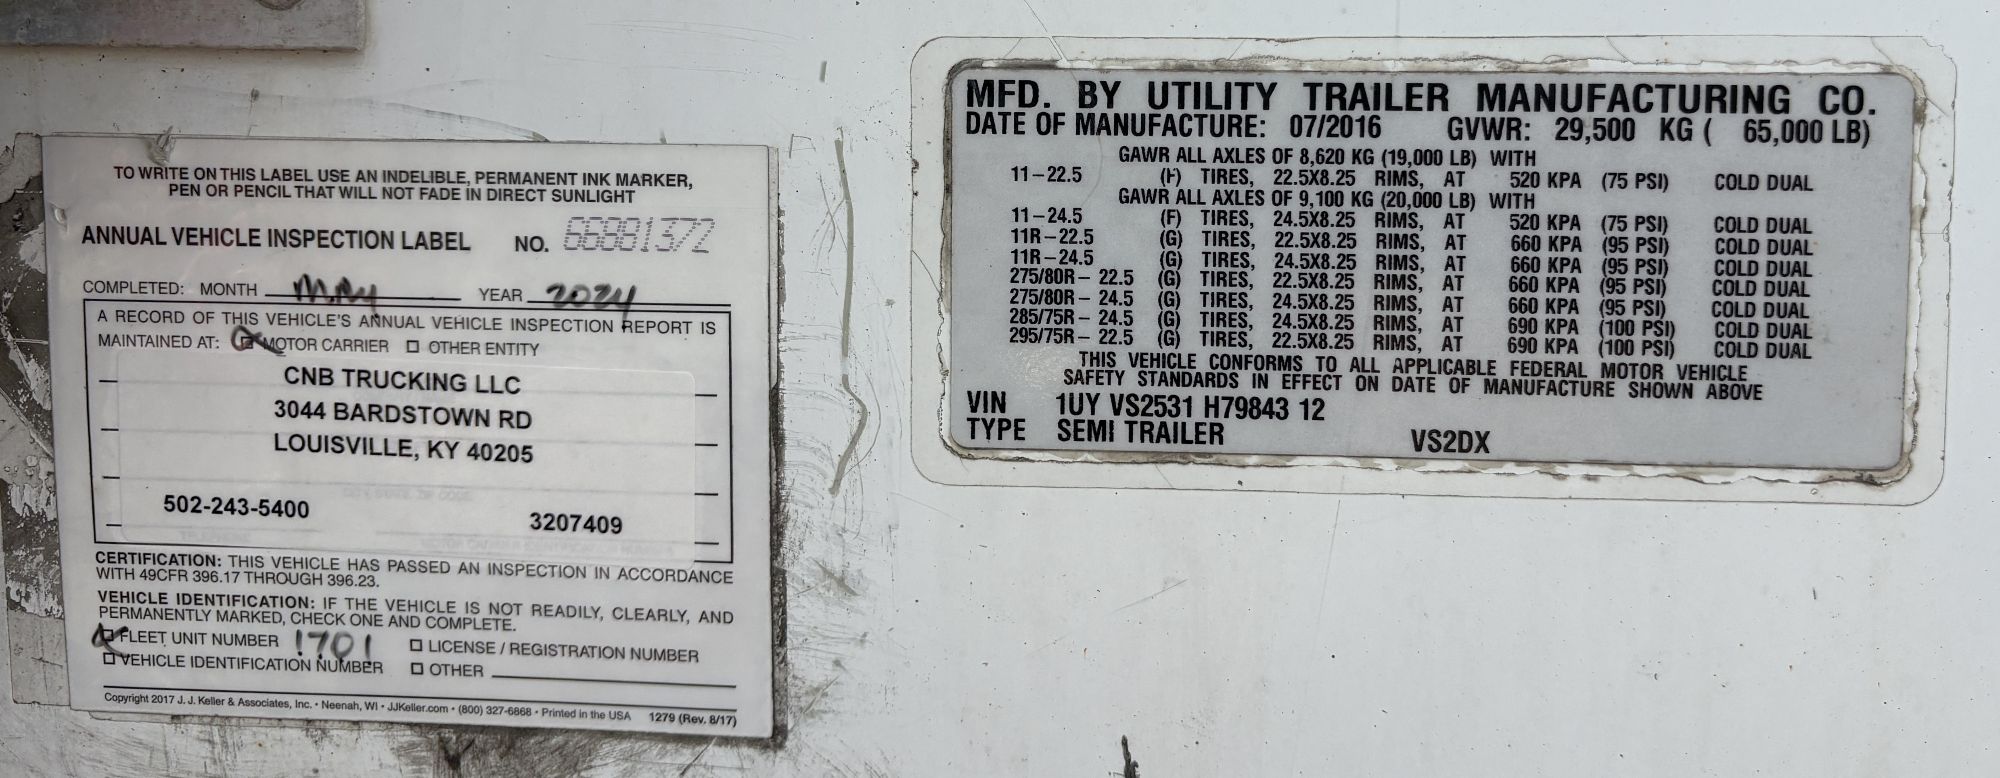 TO WRITE ON THIS LABEL USE AN INDELIBLE, PERMANENT INK MARKER,
PEN OR PENCIL THAT WILL NOT FADE IN DIRECT SUNLIGHT
ANNUAL VEHICLE INSPECTION LABEL NO. 66881372
COMPLETED: MONTH MAY YEAR 2024
A RECORD OF THIS VEHICLE'S ANNUAL VEHICLE INSPECTION REPORT IS
MAINTAINED AT: MOTOR CARRIER OTHER ENTITY
CNB TRUCKING LLC
3044 BARDSTOWN RD
LOUISVILLE, KY 40205
502-243-5400 3207409
CERTIFICATION: THIS VEHICLE HAS PASSED AN INSPECTION IN ACCORDANCE
WITH 49CFR 396.17 THROUGH 396.23.
VEHICLE IDENTIFICATION: IF THE VEHICLE IS NOT READILY, CLEARLY, AND
PERMANENTLY MARKED, CHECK ONE AND COMPLETE.
FLEET UNIT NUMBER 1701 LICENSE / REGISTRATION NUMBER
VEHICLE IDENTIFICATION NUMBER OTHER
Copyright 2017 J. J. Keller & Associates, Inc. • Neenah, WI • JJKeller.com • (800) 327-6868 • Printed in the USA 1279 (Rev. 8/17)
MFD. BY UTILITY TRAILER MANUFACTURING CO.
DATE OF MANUFACTURE: 07/2016 GVWR: 29,500 KG ( 65,000 LB)
GAWR ALL AXLES OF 8,620 KG (19,000 LB) WITH
11-22.5 (F) TIRES, 22.5X8.25 RIMS, AT 520 KPA (75 PSI) COLD DUAL
GAWR ALL AXLES OF 9,100 KG (20,000 LB) WITH
11-24.5 (F) TIRES, 24.5X8.25 RIMS, AT 520 KPA (75 PSI) COLD DUAL
11R-22.5 (G) TIRES, 22.5X8.25 RIMS, AT 660 KPA (95 PSI) COLD DUAL
11R-24.5 (G) TIRES, 24.5X8.25 RIMS, AT 660 KPA (95 PSI) COLD DUAL
275/80R-22.5 (G) TIRES, 22.5X8.25 RIMS, AT 660 KPA (95 PSI) COLD DUAL
275/80R-24.5 (G) TIRES, 24.5X8.25 RIMS, AT 660 KPA (95 PSI) COLD DUAL
285/75R-24.5 (G) TIRES, 24.5X8.25 RIMS, AT 690 KPA (100 PSI) COLD DUAL
295/75R-22.5 (G) TIRES, 22.5X8.25 RIMS, AT 690 KPA (100 PSI) COLD DUAL
THIS VEHICLE CONFORMS TO ALL APPLICABLE FEDERAL MOTOR VEHICLE
SAFETY STANDARDS IN EFFECT ON DATE OF MANUFACTURE SHOWN ABOVE
VIN 1UY VS2531 H79843 12
TYPE SEMI TRAILER VS2DX